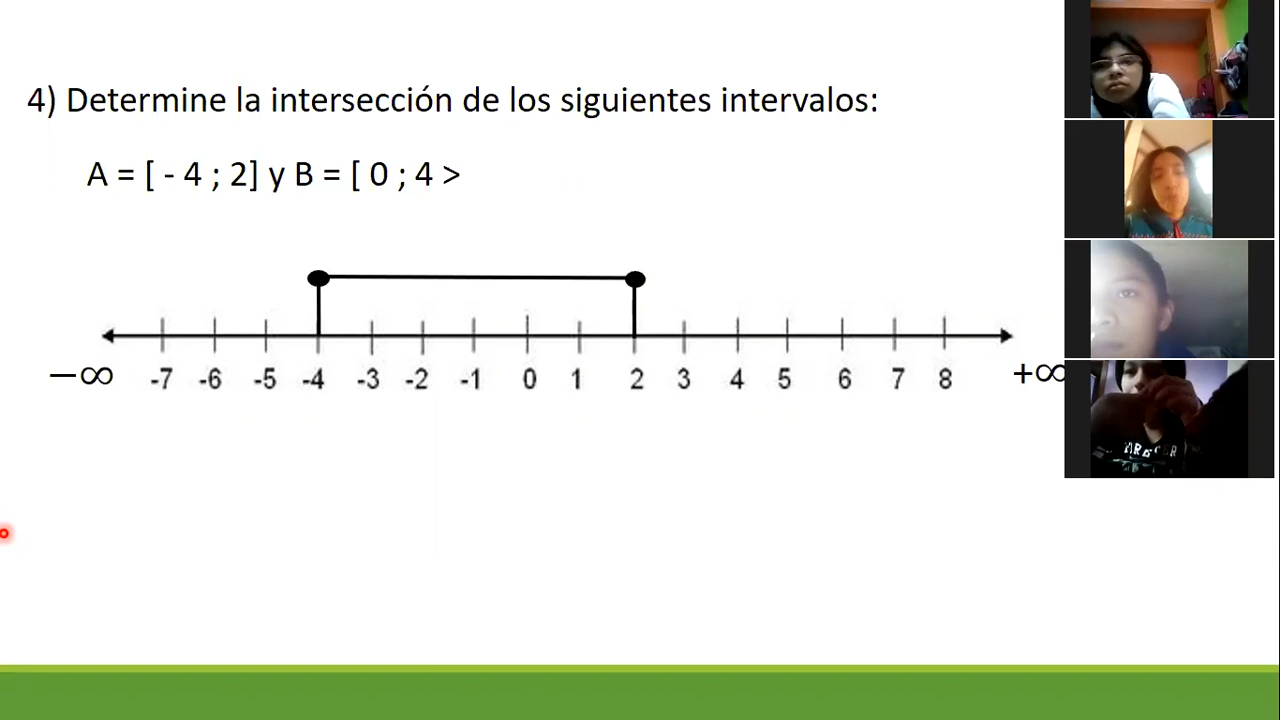 4) Determine la intersección de los siguientes intervalos:
A = [ - 4 ; 2] y B = [ 0 ; 4 >
−∞ -7 -6 -5 -4 -3 -2 -1 0 1 2 3 4 5 6 7 8 +∞